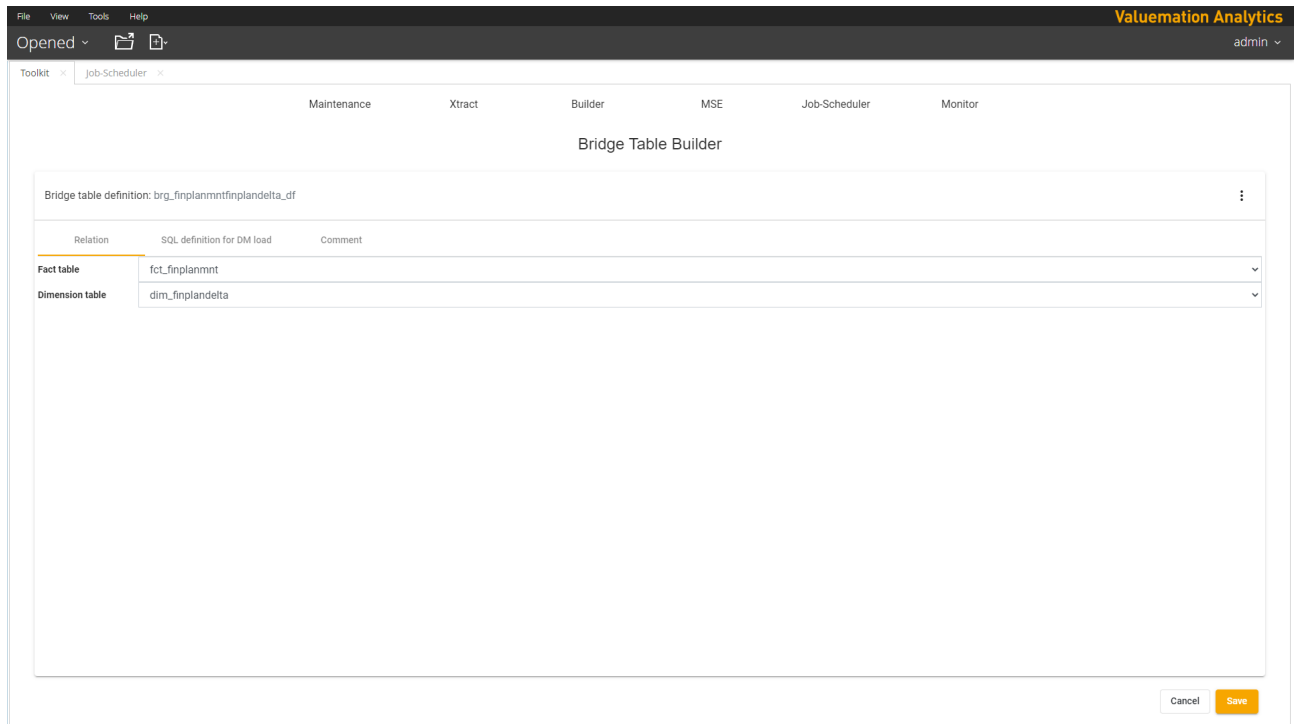 File View Tools Help Valuemation Analytics
Opened admin
Toolkit × Job-Scheduler ×
Maintenance Xtract Builder MSE Job-Scheduler Monitor
Bridge Table Builder
Bridge table definition: brg_finplanmntfinplandelta_df
Relation SQL definition for DM load Comment
Fact table fct_finplanmnt
Dimension table dim_finplandelta
Cancel Save